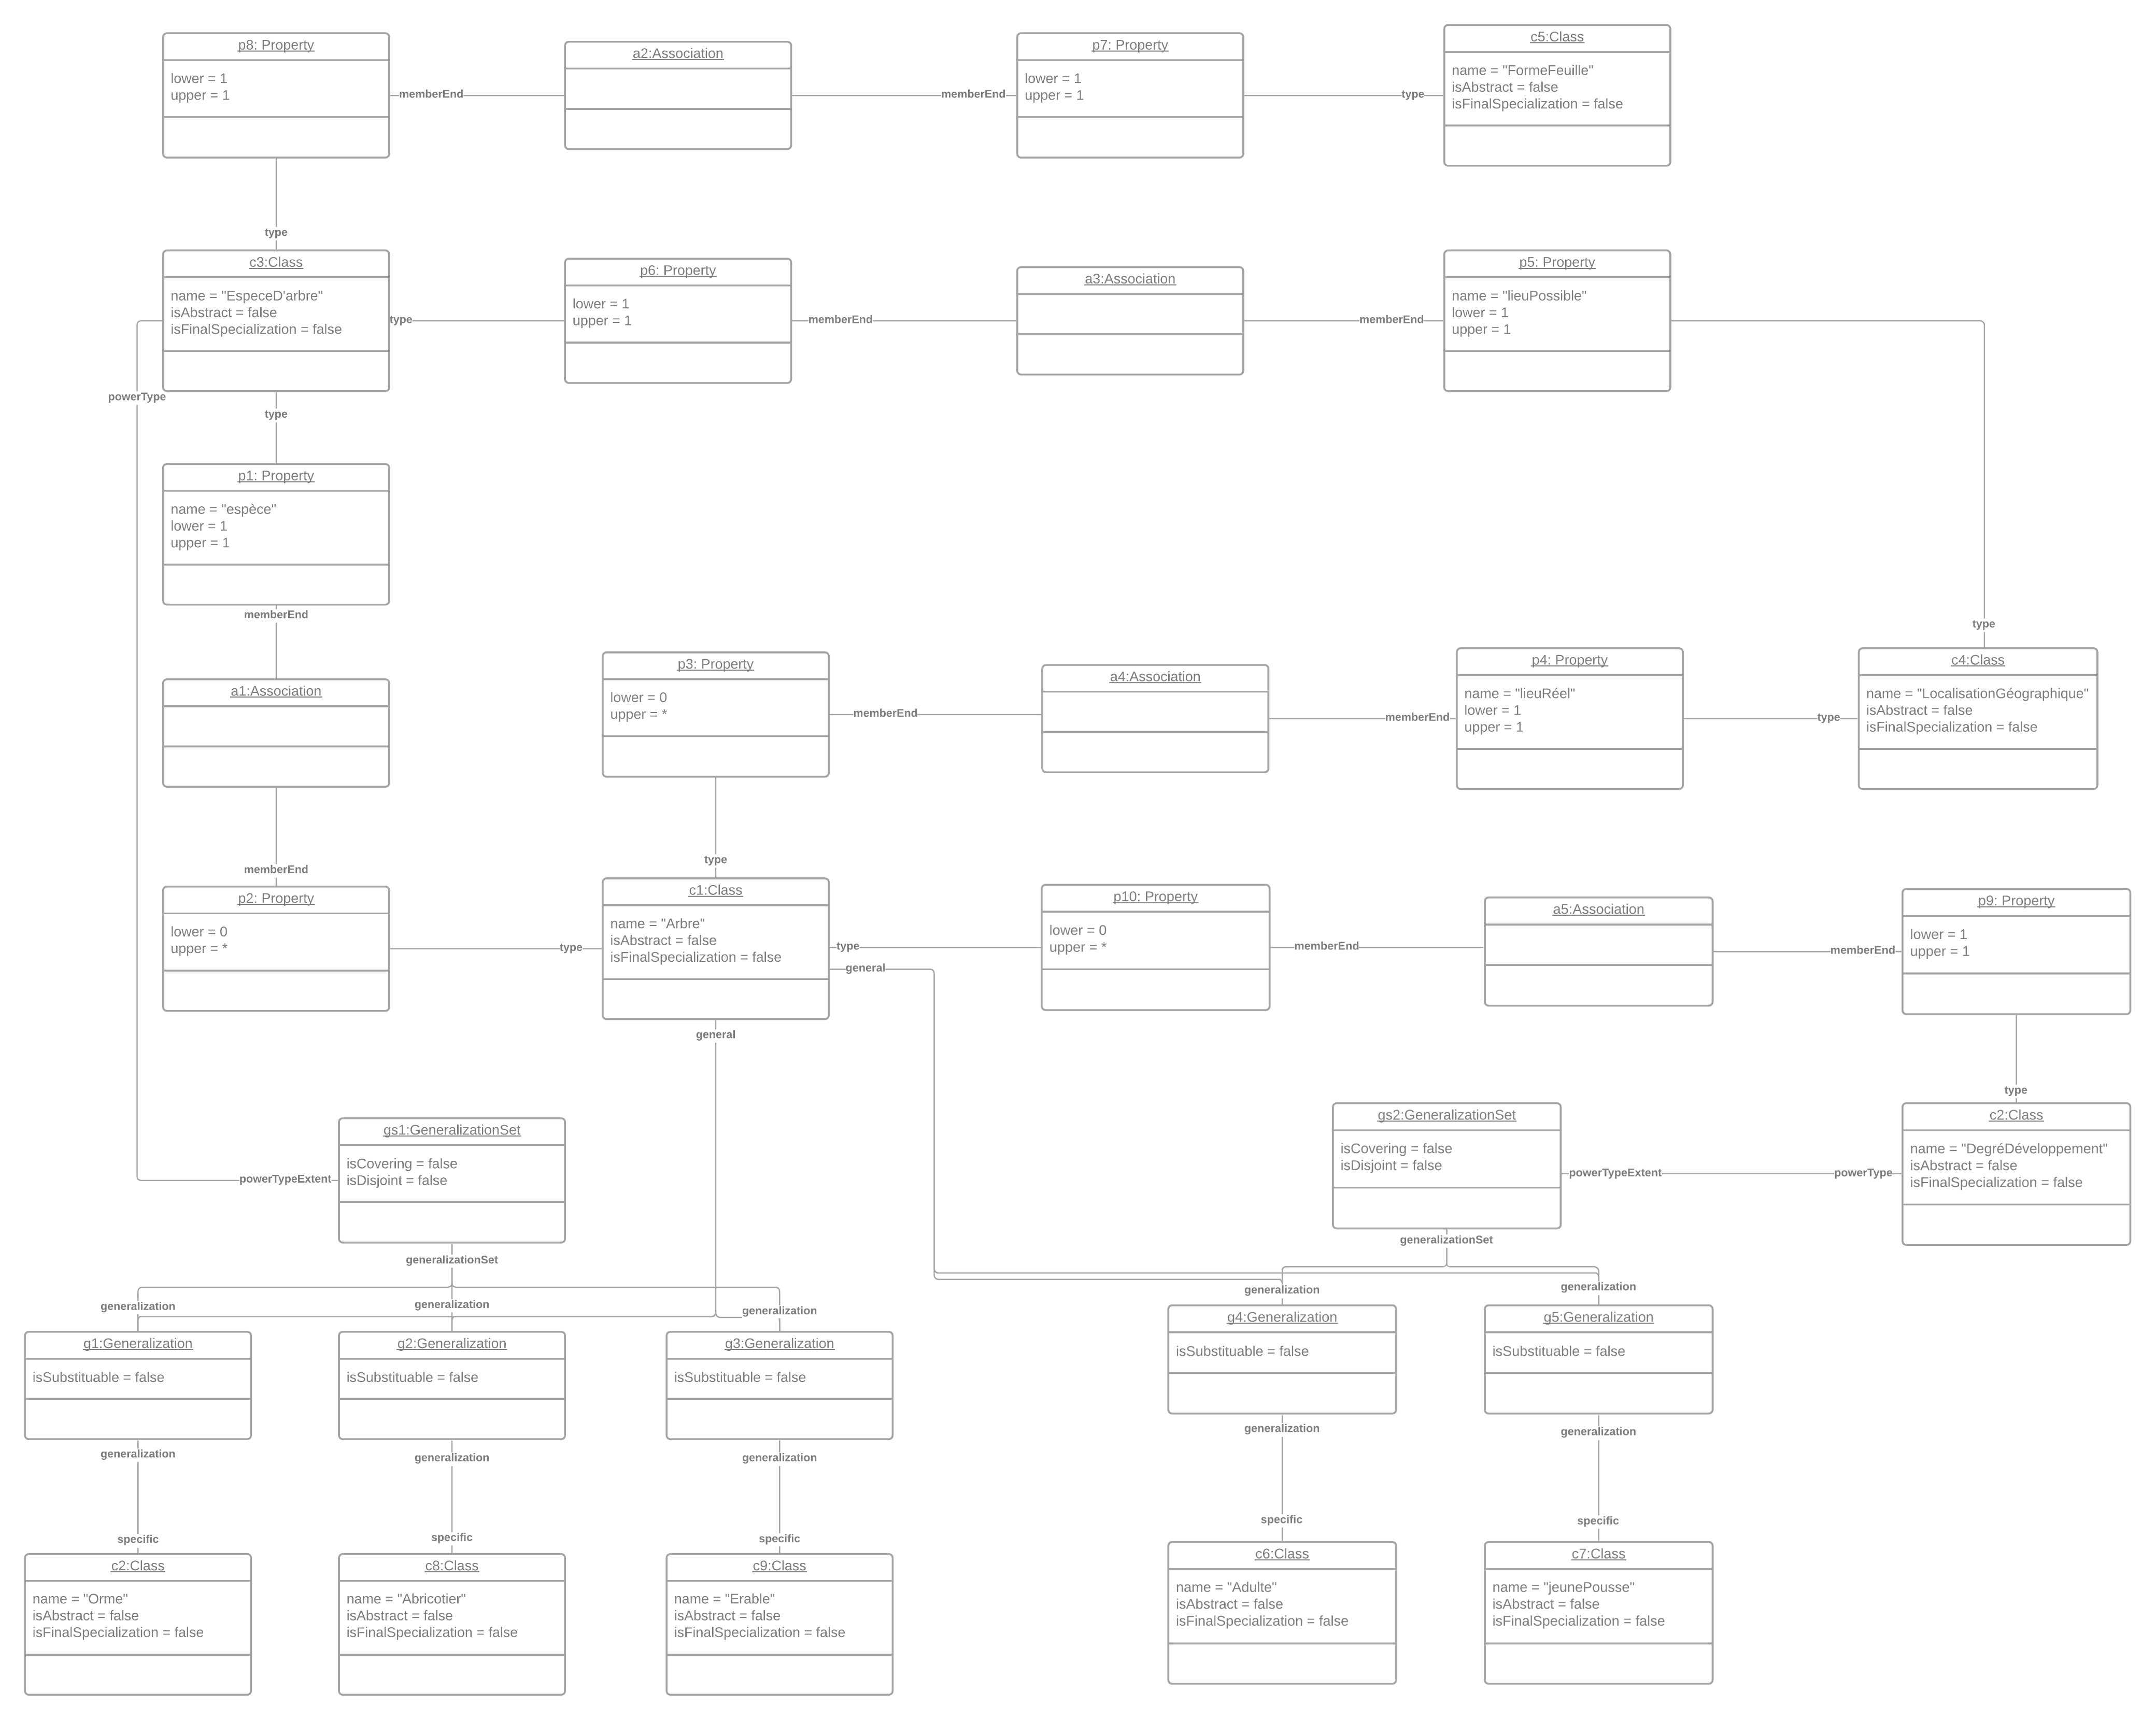 p8: Property
lower = 1
upper = 1
memberEnd
a2:Association
memberEnd
p7: Property
lower = 1
upper = 1
type
c5:Class
name = "FormeFeuille"
isAbstract = false
isFinalSpecialization = false
type
c3:Class
name = "EspeceD'arbre"
isAbstract = false
isFinalSpecialization = false
type
p6: Property
lower = 1
upper = 1
memberEnd
a3:Association
memberEnd
p5: Property
name = "lieuPossible"
lower = 1
upper = 1
powerType
type
p1: Property
name = "espèce"
lower = 1
upper = 1
memberEnd
type
a1:Association
p3: Property
lower = 0
upper = *
memberEnd
a4:Association
memberEnd
p4: Property
name = "lieuRéel"
lower = 1
upper = 1
type
c4:Class
name = "LocalisationGéographique"
isAbstract = false
isFinalSpecialization = false
memberEnd
type
p2: Property
lower = 0
upper = *
type
c1:Class
name = "Arbre"
isAbstract = false
isFinalSpecialization = false
type
general
p10: Property
lower = 0
upper = *
memberEnd
a5:Association
memberEnd
p9: Property
lower = 1
upper = 1
general
type
gs1:GeneralizationSet
isCovering = false
isDisjoint = false
powerTypeExtent
gs2:GeneralizationSet
isCovering = false
isDisjoint = false
powerTypeExtent
powerType
c2:Class
name = "DegréDéveloppement"
isAbstract = false
isFinalSpecialization = false
generalizationSet
generalizationSet
generalization
generalization
generalization
generalization
generalization
g1:Generalization
isSubstituable = false
g2:Generalization
isSubstituable = false
g3:Generalization
isSubstituable = false
g4:Generalization
isSubstituable = false
g5:Generalization
isSubstituable = false
generalization
generalization
generalization
generalization
generalization
specific
specific
specific
specific
specific
c2:Class
name = "Orme"
isAbstract = false
isFinalSpecialization = false
c8:Class
name = "Abricotier"
isAbstract = false
isFinalSpecialization = false
c9:Class
name = "Erable"
isAbstract = false
isFinalSpecialization = false
c6:Class
name = "Adulte"
isAbstract = false
isFinalSpecialization = false
c7:Class
name = "jeunePousse"
isAbstract = false
isFinalSpecialization = false